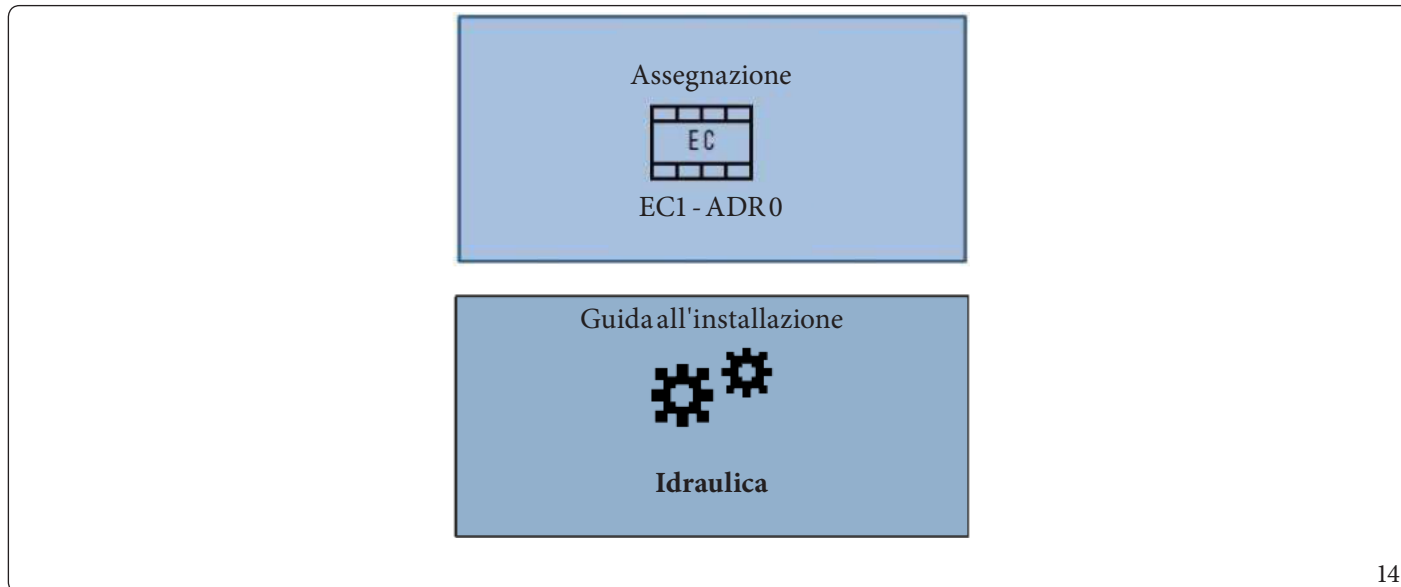 Assegnazione
EC
EC1 - ADR 0
Guida all'installazione
Idraulica
14